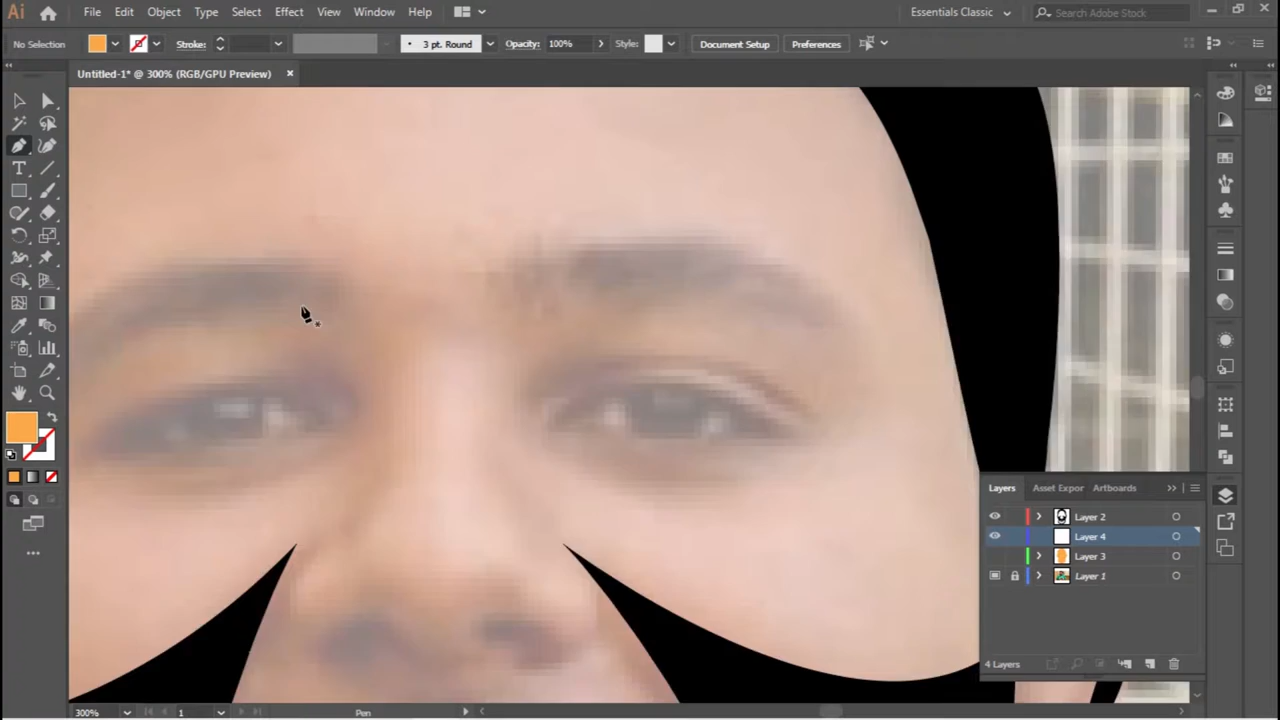 Ai File Edit Object Type Select Effect View Window Help Essentials Classic Search Adobe Stock
No Selection Stroke: 3 pt. Round Opacity: 100% Style: Document Setup Preferences
Untitled-1* @ 300% (RGB/GPU Preview)
Layers Asset Expor Artboards
Layer 2
Layer 4
Layer 3
Layer 1
4 Layers
300% 1 Pen